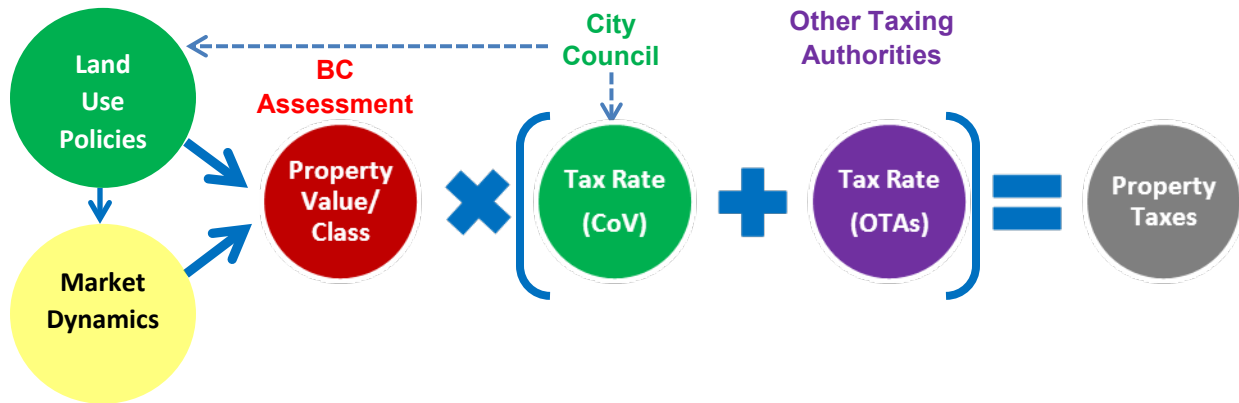 Land
Use
Policies
Market
Dynamics
BC
Assessment
Property
Value/
Class
City
Council
Tax Rate
(CoV)
Other Taxing
Authorities
Tax Rate
(OTAs)
Property
Taxes